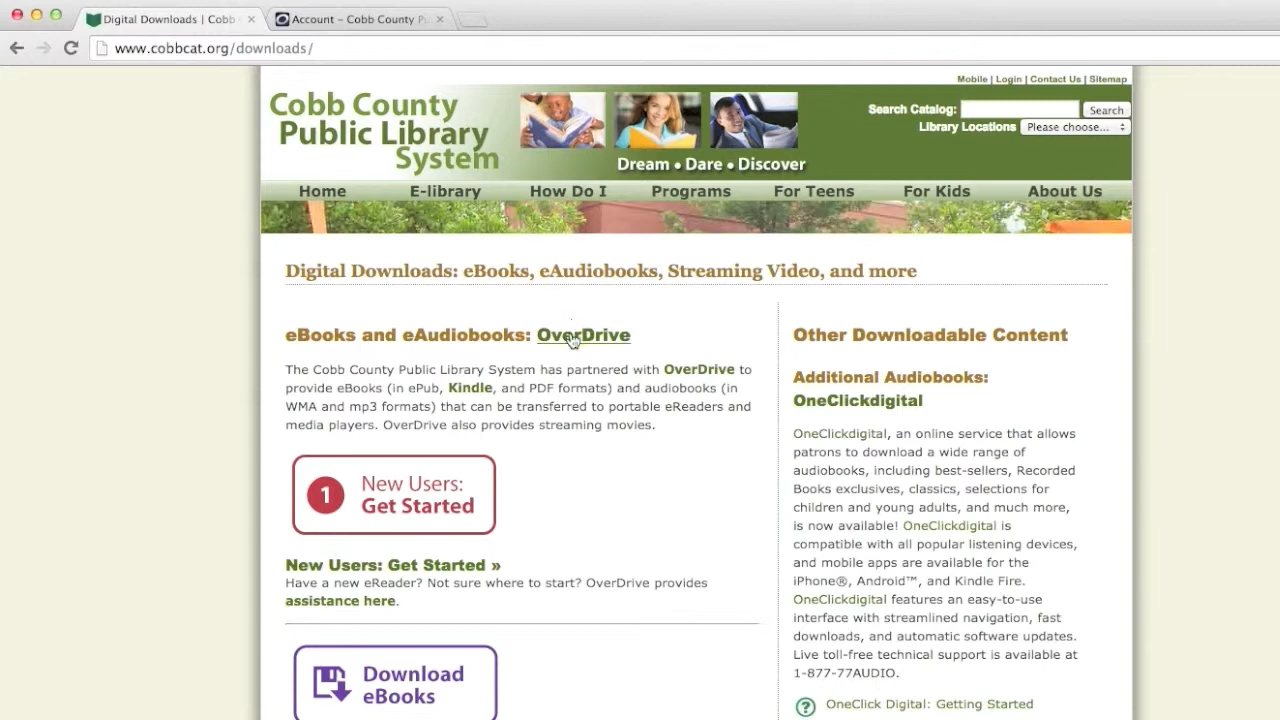 Digital Downloads | Cobb
Account – Cobb County Pu
www.cobbcat.org/downloads/
Mobile | Login | Contact Us | Sitemap
Cobb County
Public Library
System
Dream • Dare • Discover
Search Catalog:
Search
Library Locations
Please choose...
Home
E-library
How Do I
Programs
For Teens
For Kids
About Us
Digital Downloads: eBooks, eAudiobooks, Streaming Video, and more
eBooks and eAudiobooks: OverDrive
The Cobb County Public Library System has partnered with OverDrive to
provide eBooks (in ePub, Kindle, and PDF formats) and audiobooks (in
WMA and mp3 formats) that can be transferred to portable eReaders and
media players. OverDrive also provides streaming movies.
1
New Users:
Get Started
New Users: Get Started »
Have a new eReader? Not sure where to start? OverDrive provides
assistance here.
Download
eBooks
Other Downloadable Content
Additional Audiobooks:
OneClickdigital
OneClickdigital, an online service that allows
patrons to download a wide range of
audiobooks, including best-sellers, Recorded
Books exclusives, classics, selections for
children and young adults, and much more,
is now available! OneClickdigital is
compatible with all popular listening devices,
and mobile apps are available for the
iPhone®, Android™, and Kindle Fire.
OneClickdigital features an easy-to-use
interface with streamlined navigation, fast
downloads, and automatic software updates.
Live toll-free technical support is available at
1-877-77AUDIO.
? OneClick Digital: Getting Started